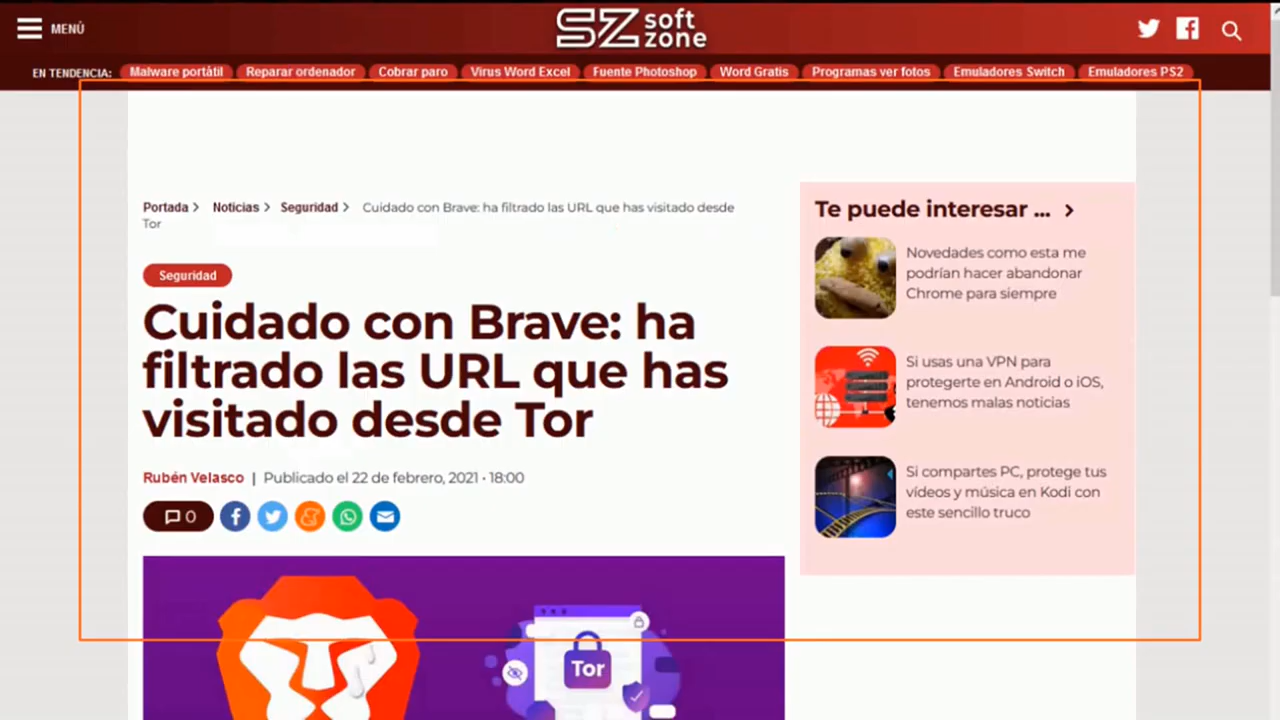 MENÚ
SZ soft zone
EN TENDENCIA: Malware portátil Reparar ordenador Cobrar paro Virus Word Excel Fuente Photoshop Word Gratis Programas ver fotos Emuladores Switch Emuladores PS2
Portada > Noticias > Seguridad > Cuidado con Brave: ha filtrado las URL que has visitado desde
Tor
Seguridad
Cuidado con Brave: ha
filtrado las URL que has
visitado desde Tor
Rubén Velasco | Publicado el 22 de febrero, 2021 • 18:00
0
Te puede interesar ... >
Novedades como esta me
podrían hacer abandonar
Chrome para siempre
Si usas una VPN para
protegerte en Android o iOS,
tenemos malas noticias
Si compartes PC, protege tus
vídeos y música en Kodi con
este sencillo truco
Tor